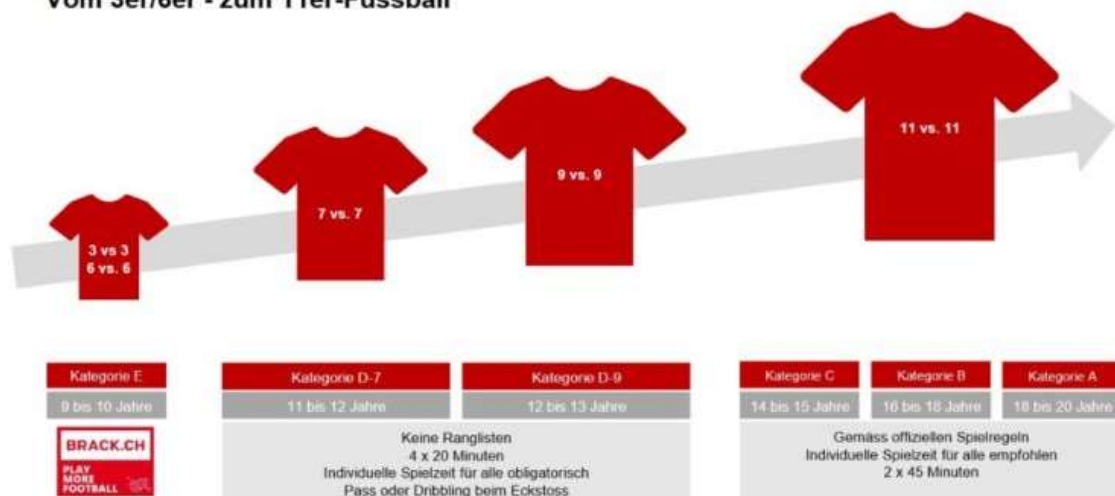 Vom 3er/6er - zum 11er-Fussball
3 vs 3
6 vs. 6
7 vs. 7
9 vs. 9
11 vs. 11
Kategorie E
9 bis 10 Jahre
BRACK.CH
PLAY
MORE
FOOTBALL
Kategorie D-7
Kategorie D-9
11 bis 12 Jahre
12 bis 13 Jahre
Keine Ranglisten
4 x 20 Minuten
Individuelle Spielzeit für alle obligatorisch
Pass oder Dribbling beim Eckstoss
Kategorie C
Kategorie B
Kategorie A
14 bis 15 Jahre
16 bis 18 Jahre
18 bis 20 Jahre
Gemäss offiziellen Spielregeln
Individuelle Spielzeit für alle empfohlen
2 x 45 Minuten